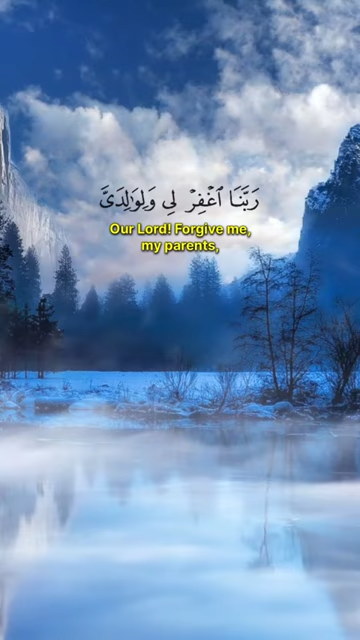 رَبَّنَا ٱغۡفِرۡ لِي وَلِوَٰلِدَيَّ
Our Lord! Forgive me,
my parents,